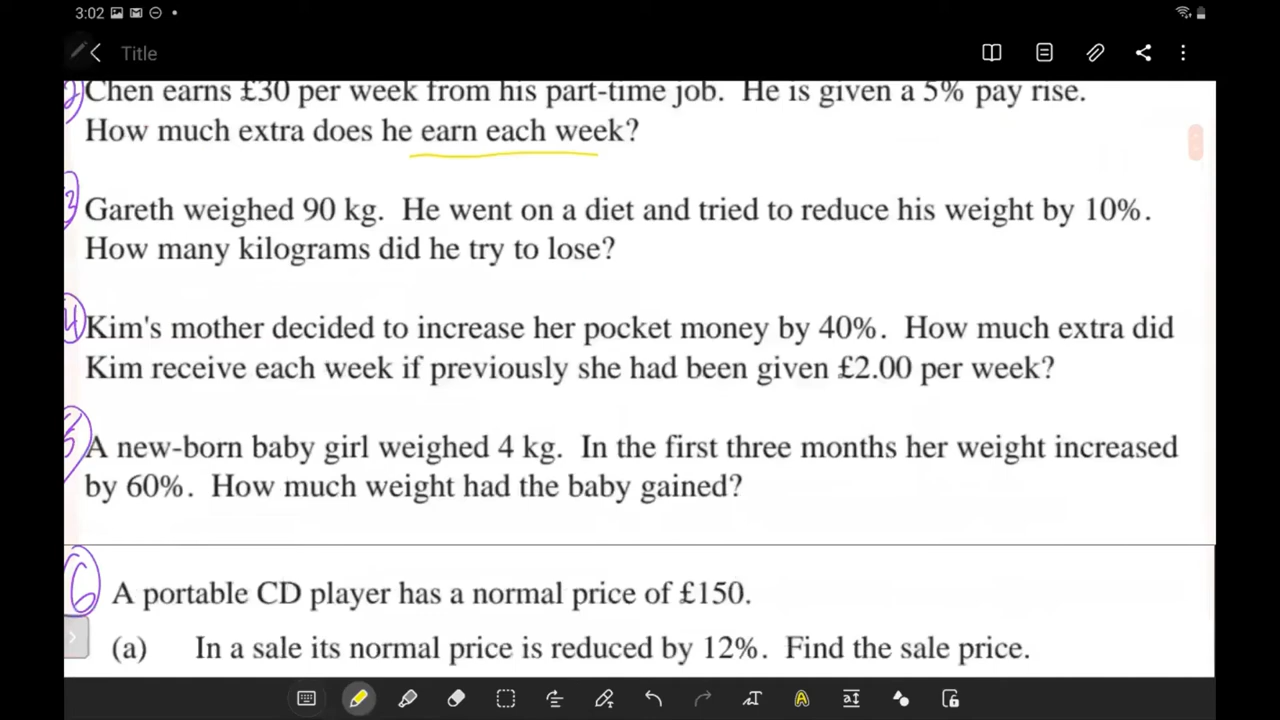 3:02
Title
2
Chen earns £30 per week from his part-time job. He is given a 5% pay rise.
How much extra does he earn each week?
3
Gareth weighed 90 kg. He went on a diet and tried to reduce his weight by 10%.
How many kilograms did he try to lose?
4
Kim's mother decided to increase her pocket money by 40%. How much extra did
Kim receive each week if previously she had been given £2.00 per week?
5
A new-born baby girl weighed 4 kg. In the first three months her weight increased
by 60%. How much weight had the baby gained?
6
A portable CD player has a normal price of £150.
(a) In a sale its normal price is reduced by 12%. Find the sale price.